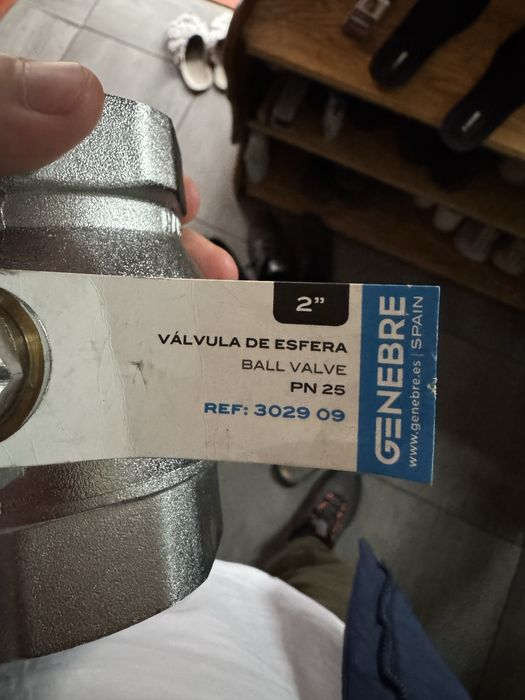 2"
VÁLVULA DE ESFERA
BALL VALVE
PN 25
REF: 3029 09
GENEBRE
www.genebre.es | SPAIN